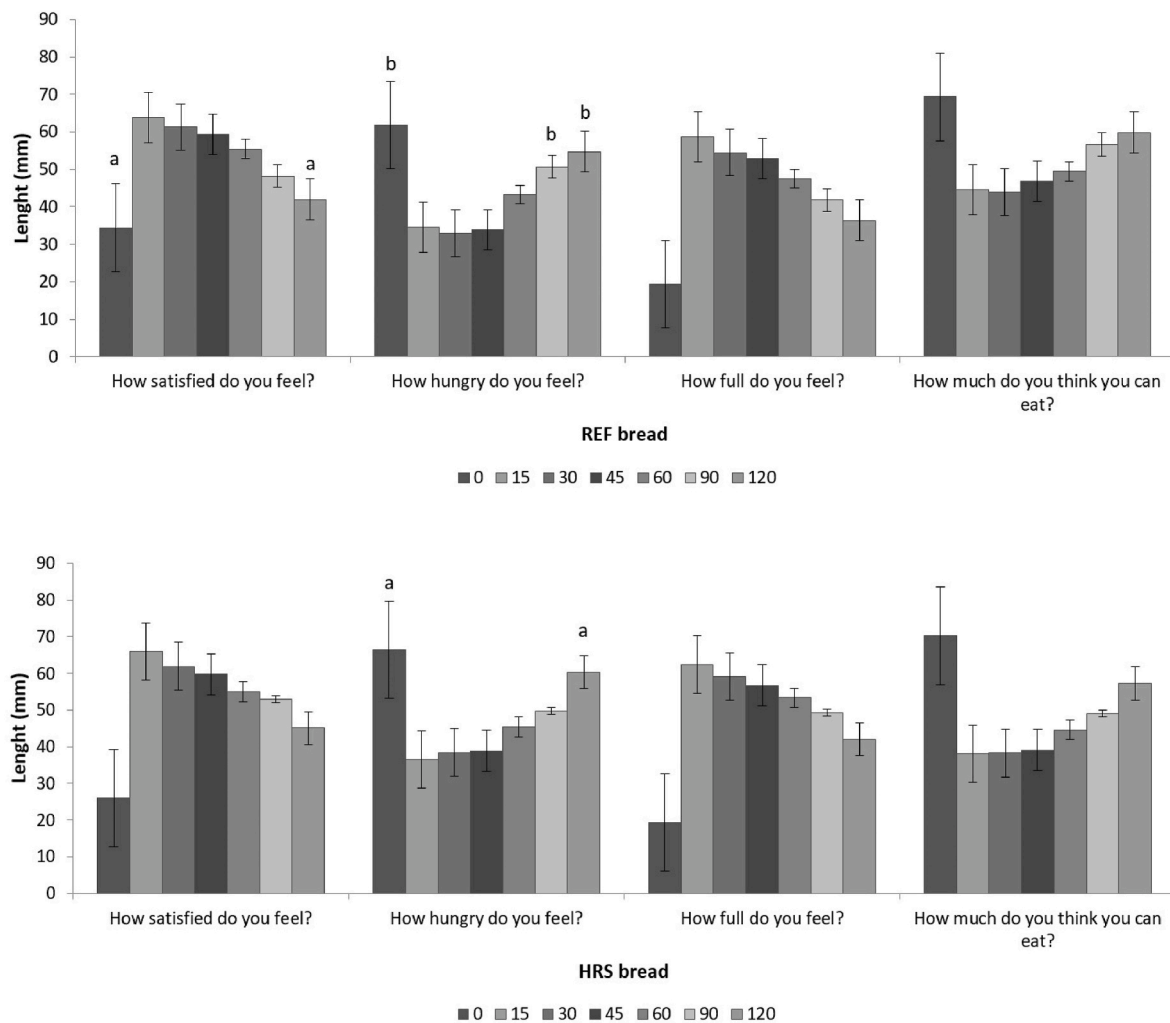 90
80
70
60
50
40
30
20
10
0
Lenght (mm)
a
a
b
b
b
How satisfied do you feel?
How hungry do you feel?
How full do you feel?
How much do you think you can
eat?
REF bread
0 15 30 45 60 90 120
90
80
70
60
50
40
30
20
10
0
Lenght (mm)
a
a
How satisfied do you feel?
How hungry do you feel?
How full do you feel?
How much do you think you can
eat?
HRS bread
0 15 30 45 60 90 120